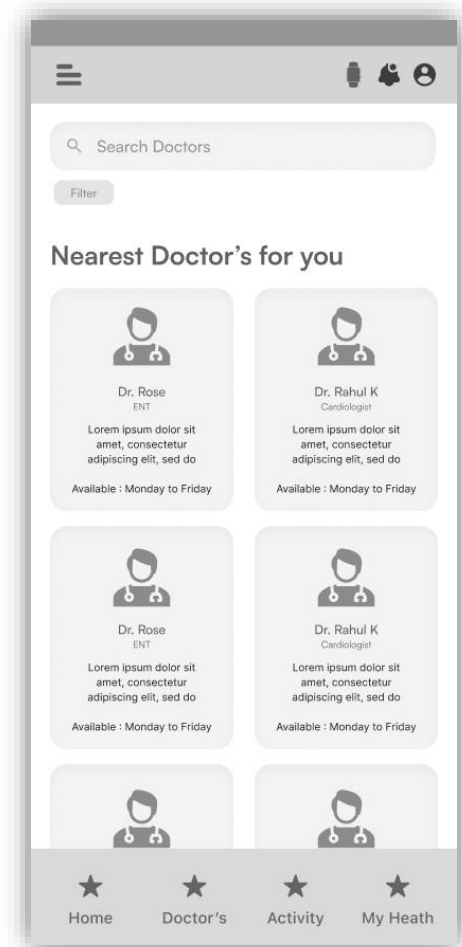 Search Doctors
Filter
Nearest Doctor's for you
Dr. Rose
ENT
Lorem ipsum dolor sit
amet, consectetur
adipiscing elit, sed do
Available : Monday to Friday
Dr. Rahul K
Cardiologist
Lorem ipsum dolor sit
amet, consectetur
adipiscing elit, sed do
Available : Monday to Friday
Dr. Rose
ENT
Lorem ipsum dolor sit
amet, consectetur
adipiscing elit, sed do
Available : Monday to Friday
Dr. Rahul K
Cardiologist
Lorem ipsum dolor sit
amet, consectetur
adipiscing elit, sed do
Available : Monday to Friday
Home
Doctor's
Activity
My Heath